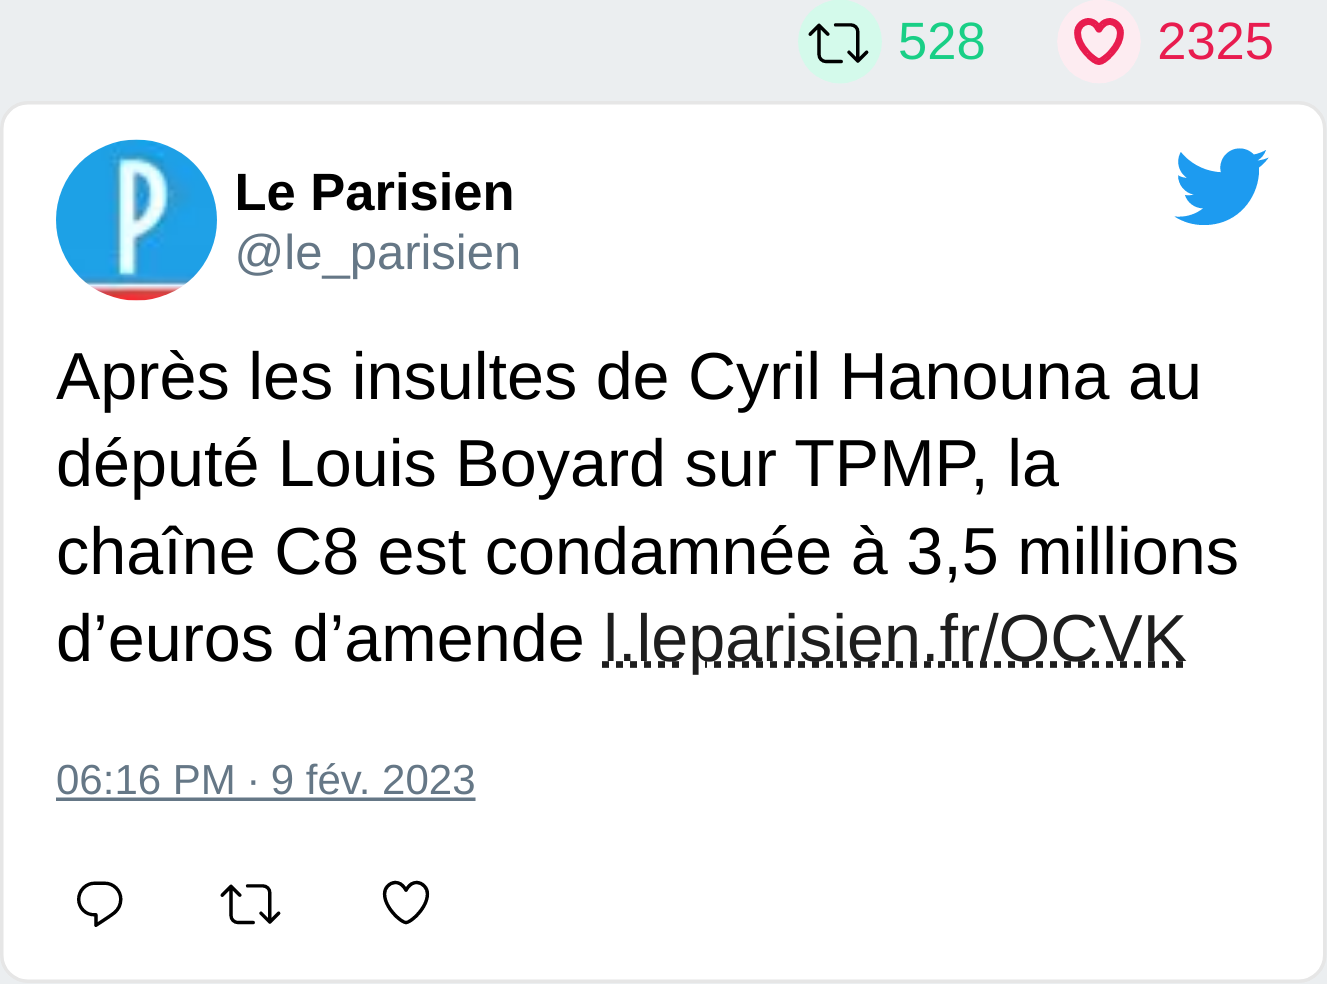 528 2325
Le Parisien
@le_parisien
Après les insultes de Cyril Hanouna au
député Louis Boyard sur TPMP, la
chaîne C8 est condamnée à 3,5 millions
d’euros d’amende l.leparisien.fr/OCVK
06:16 PM · 9 fév. 2023